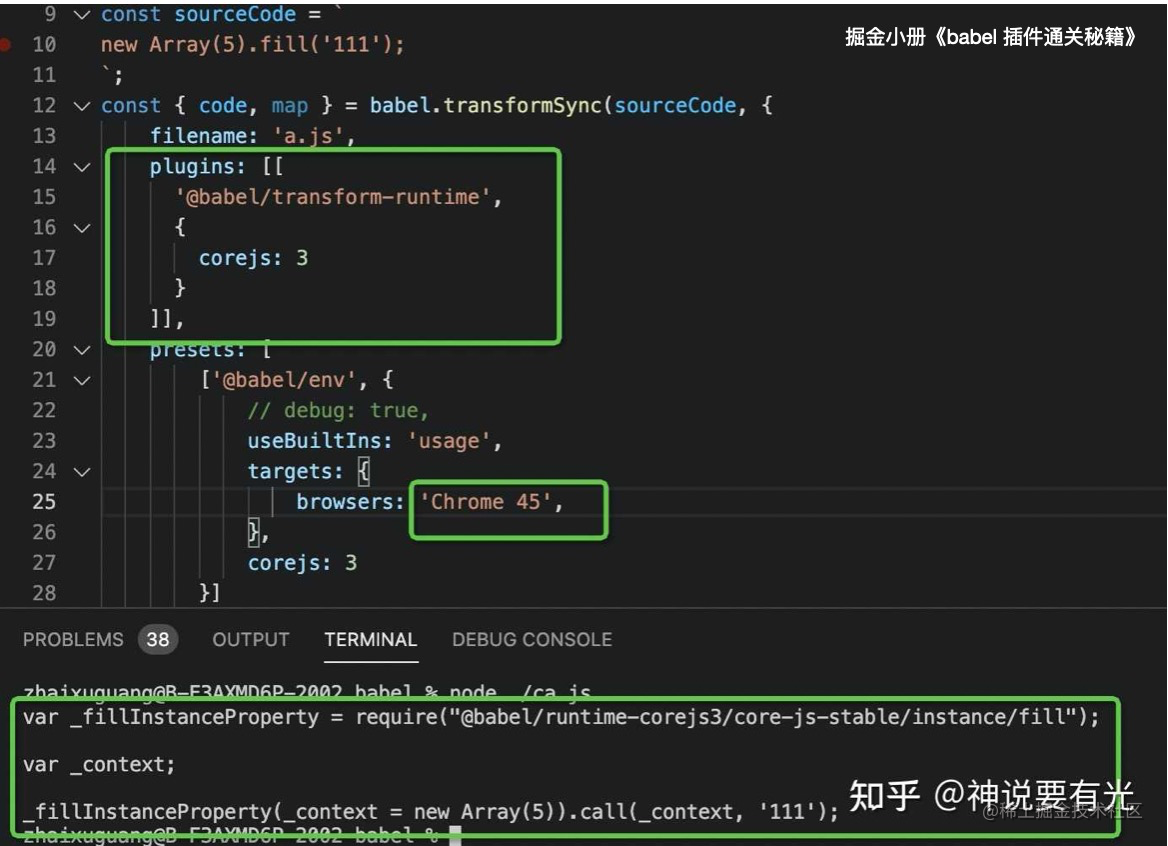 掘金小册《babel 插件通关秘籍》
9 const sourceCode = `
10 new Array(5).fill('111');
11 `;
12 const { code, map } = babel.transformSync(sourceCode, {
13 filename: 'a.js',
14 plugins: [[
15 '@babel/transform-runtime',
16 {
17 corejs: 3
18 }
19 ]],
20 presets: [
21 ['@babel/env', {
22 // debug: true,
23 useBuiltIns: 'usage',
24 targets: {
25 browsers: 'Chrome 45',
26 },
27 corejs: 3
28 }]
PROBLEMS 38 OUTPUT TERMINAL DEBUG CONSOLE
zhaixuguang@B-F3AXMD6P-2002 babel % node ./ca.js
var _fillInstanceProperty = require("@babel/runtime-corejs3/core-js-stable/instance/fill");
var _context;
_fillInstanceProperty(_context = new Array(5)).call(_context, '111');
zhaixuguang@B-F3AXMD6P-2002 babel %
知乎 @神说要有光
@稀土掘金技术社区